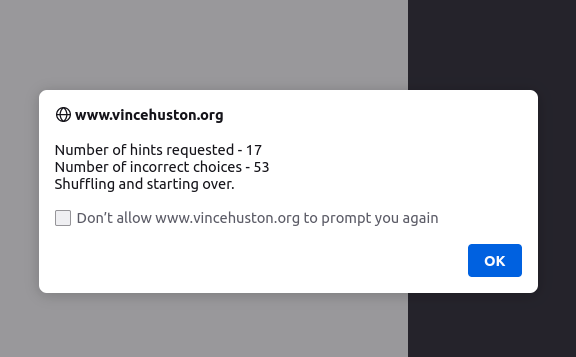 www.vincehuston.org
Number of hints requested - 17
Number of incorrect choices - 53
Shuffling and starting over.
Don’t allow www.vincehuston.org to prompt you again
OK